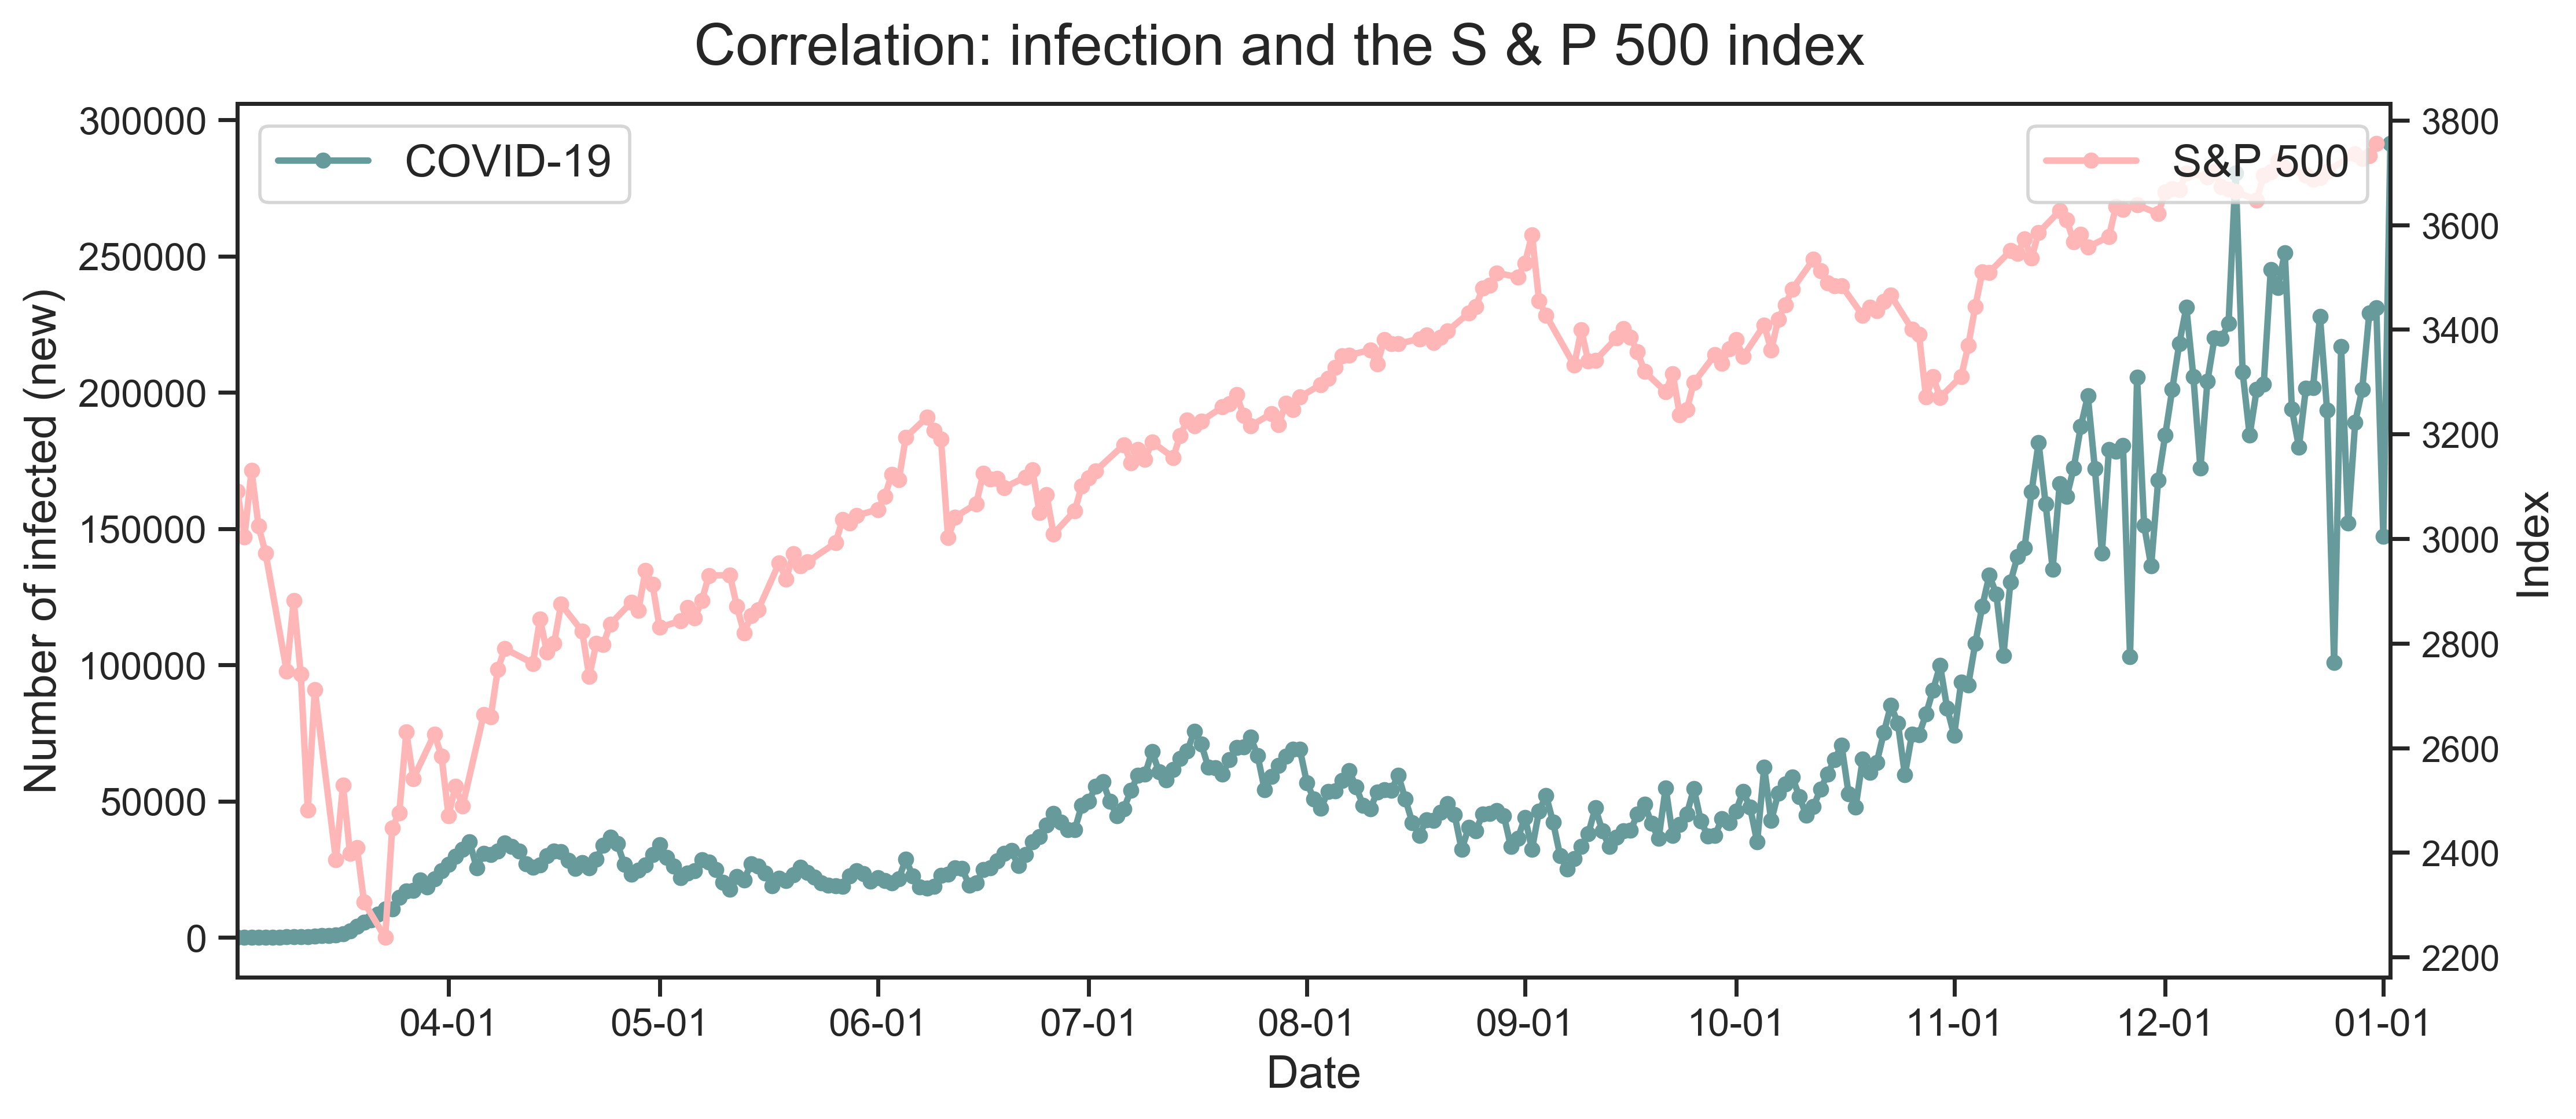 Correlation: infection and the S & P 500 index
COVID-19
S&P 500
Number of infected (new)
300000
250000
200000
150000
100000
50000
0
3800
3600
3400
3200
3000
2800
2600
2400
2200
Index
04-01 05-01 06-01 07-01 08-01 09-01 10-01 11-01 12-01 01-01
Date